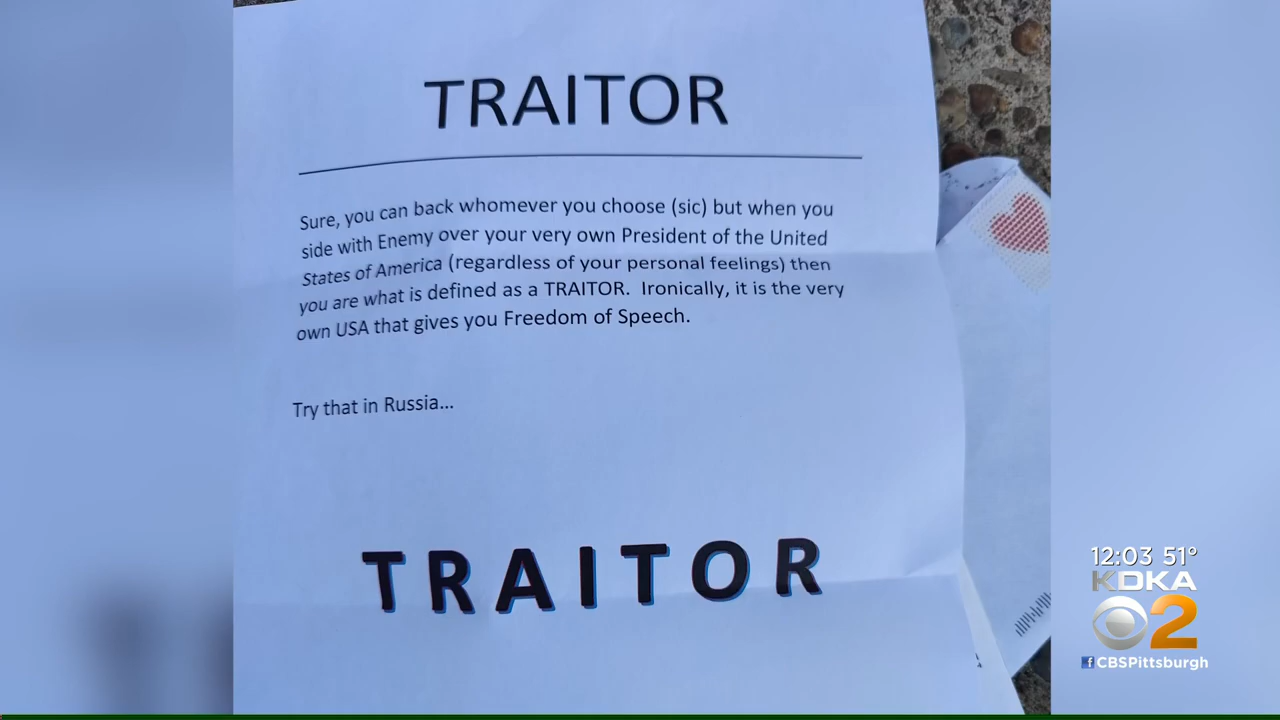 TRAITOR
Sure, you can back whomever you choose (sic) but when you
side with Enemy over your very own President of the United
States of America (regardless of your personal feelings) then
you are what is defined as a TRAITOR.  Ironically, it is the very
own USA that gives you Freedom of Speech.
Try that in Russia...
TRAITOR
12:03 51°
KDKA
2
CBSPittsburgh